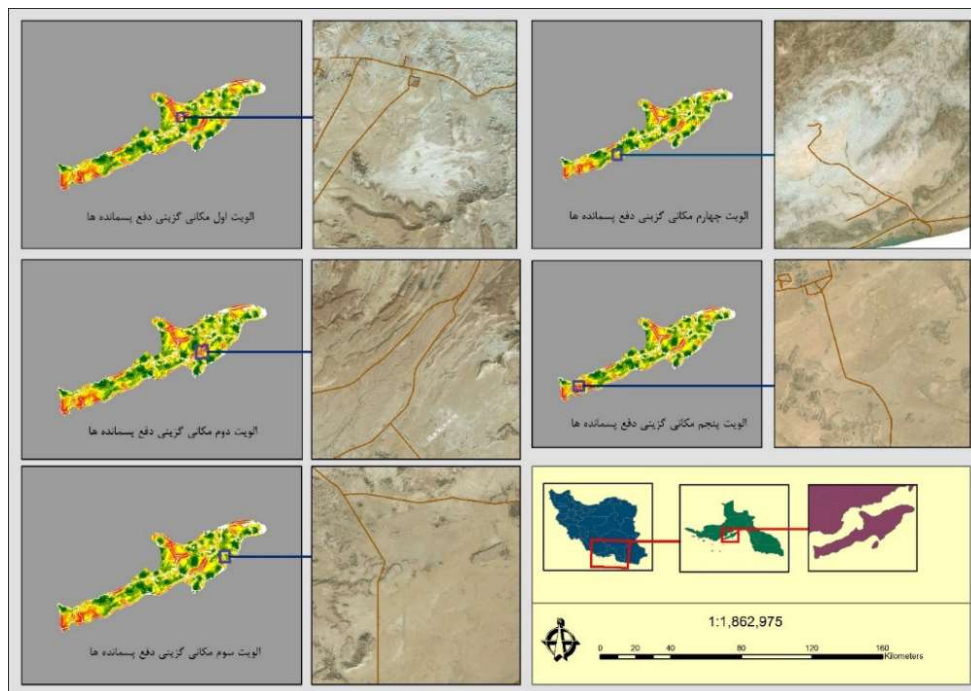 الویت اول مکانی گزینی دفع پسمانده ها
الویت چهارم مکانی گزینی دفع پسمانده ها
الویت دوم مکانی گزینی دفع پسمانده ها
الویت پنجم مکانی گزینی دفع پسمانده ها
الویت سوم مکانی گزینی دفع پسمانده ها
1:1,862,975
0 20 40 80 120 160
Kilometers